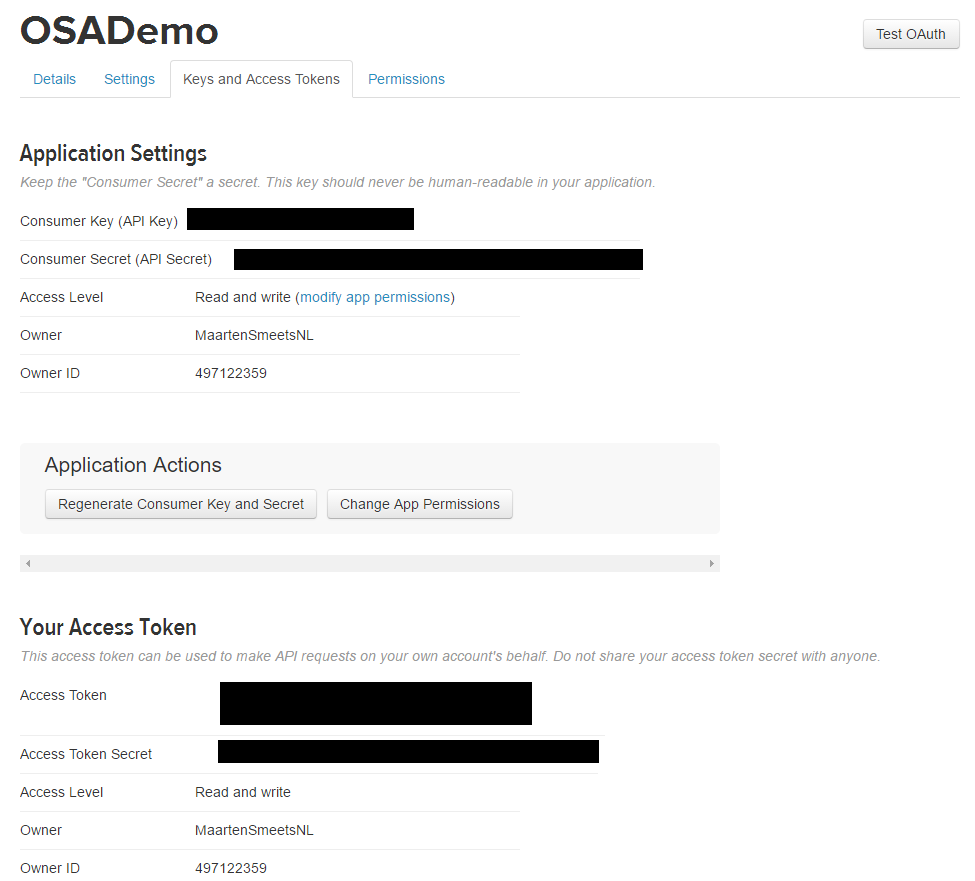 OSADemo
Test OAuth
Details Settings Keys and Access Tokens Permissions
Application Settings
Keep the "Consumer Secret" a secret. This key should never be human-readable in your application.
Consumer Key (API Key)
Consumer Secret (API Secret)
Access Level Read and write (modify app permissions)
Owner MaartenSmeetsNL
Owner ID 497122359
Application Actions
Regenerate Consumer Key and Secret Change App Permissions
Your Access Token
This access token can be used to make API requests on your own account's behalf. Do not share your access token secret with anyone.
Access Token
Access Token Secret
Access Level Read and write
Owner MaartenSmeetsNL
Owner ID 497122359